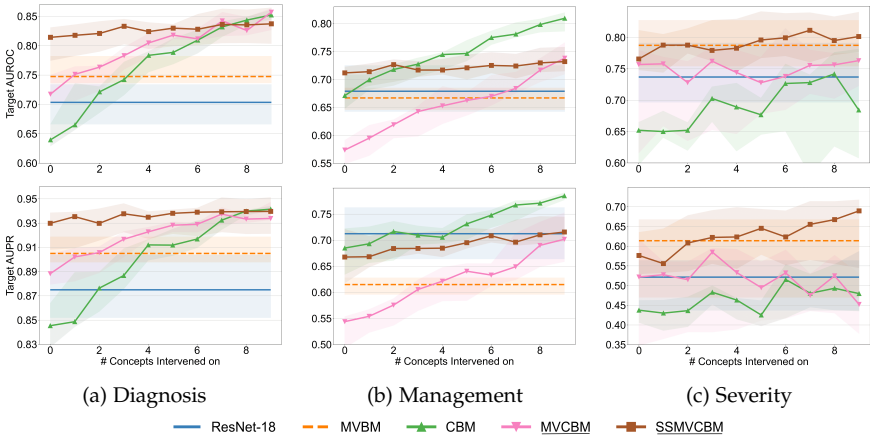 Target AUROC
0.85
0.80
0.75
0.70
0.65
0.60
0 2 4 6 8
0.80
0.75
0.70
0.65
0.60
0.55
0 2 4 6 8
0.80
0.75
0.70
0.65
0.60
0 2 4 6 8
Target AUPR
0.95
0.93
0.91
0.89
0.87
0.85
0.83
0 2 4 6 8
# Concepts Intervened on
0.75
0.70
0.65
0.60
0.55
0.50
0 2 4 6 8
# Concepts Intervened on
0.70
0.65
0.60
0.55
0.50
0.45
0.40
0.35
0 2 4 6 8
# Concepts Intervened on
(a) Diagnosis (b) Management (c) Severity
ResNet-18 MVBM CBM MVCBM SSMVCBM